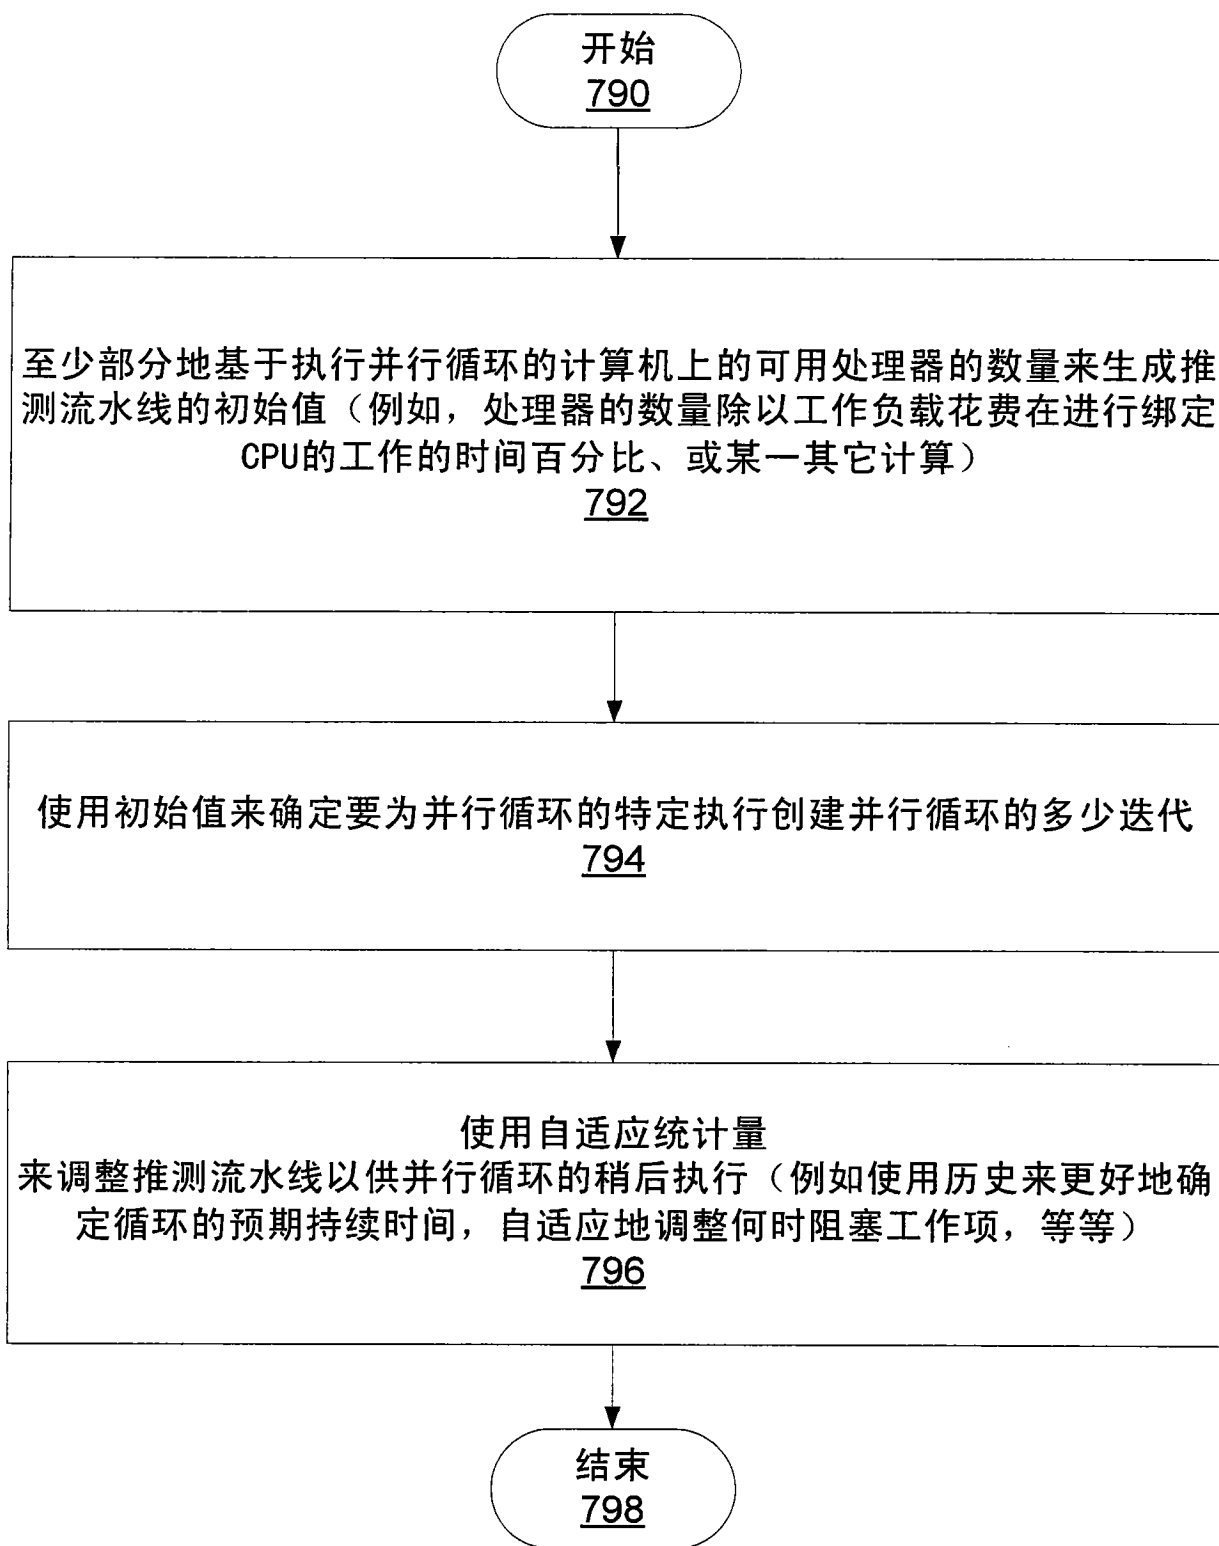 开始
790
至少部分地基于执行并行循环的计算机上的可用处理器的数量来生成推
测流水线的初始值（例如，处理器的数量除以工作负载花费在进行绑定
CPU的工作的时间百分比、或某一其它计算）
792
使用初始值来确定要为并行循环的特定执行创建并行循环的多少迭代
794
使用自适应统计量
来调整推测流水线以供并行循环的稍后执行（例如使用历史来更好地确
定循环的预期持续时间，自适应地调整何时阻塞工作项，等等）
796
结束
798